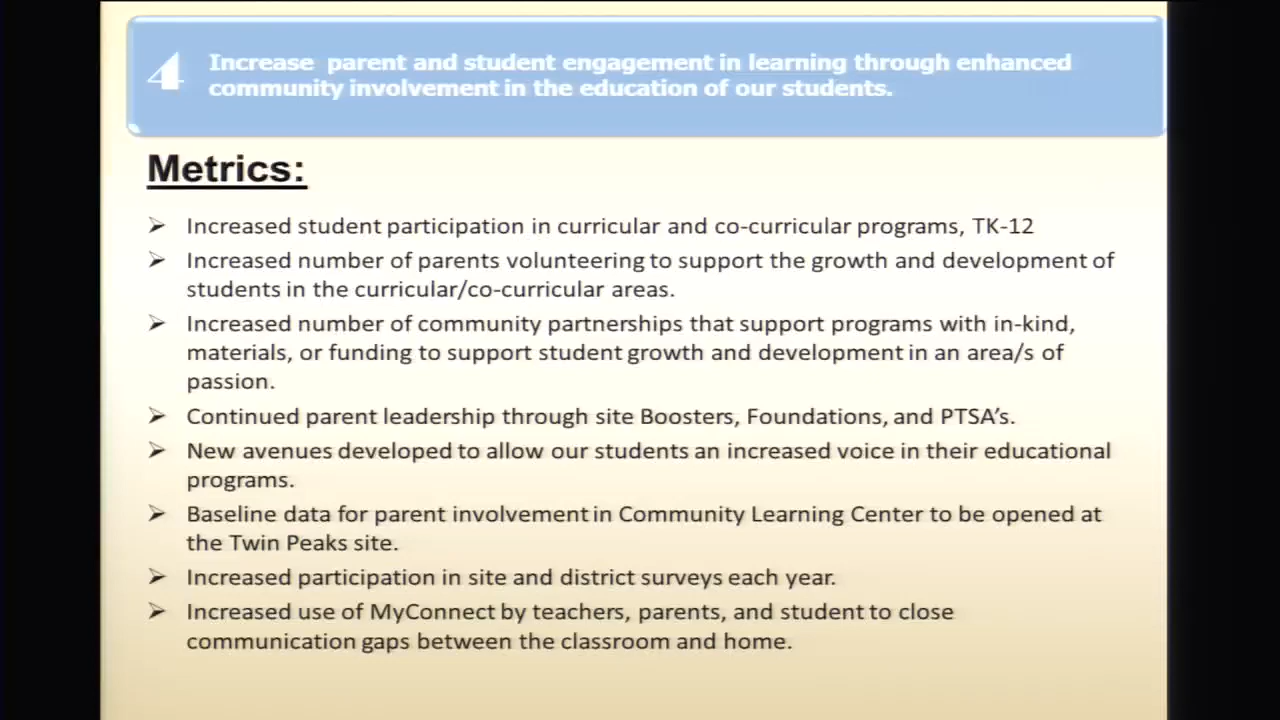 4
Increase parent and student engagement in learning through enhanced
community involvement in the education of our students.
Metrics:
➢ Increased student participation in curricular and co-curricular programs, TK-12
➢ Increased number of parents volunteering to support the growth and development of
students in the curricular/co-curricular areas.
➢ Increased number of community partnerships that support programs with in-kind,
materials, or funding to support student growth and development in an area/s of
passion.
➢ Continued parent leadership through site Boosters, Foundations, and PTSA’s.
➢ New avenues developed to allow our students an increased voice in their educational
programs.
➢ Baseline data for parent involvement in Community Learning Center to be opened at
the Twin Peaks site.
➢ Increased participation in site and district surveys each year.
➢ Increased use of MyConnect by teachers, parents, and student to close
communication gaps between the classroom and home.